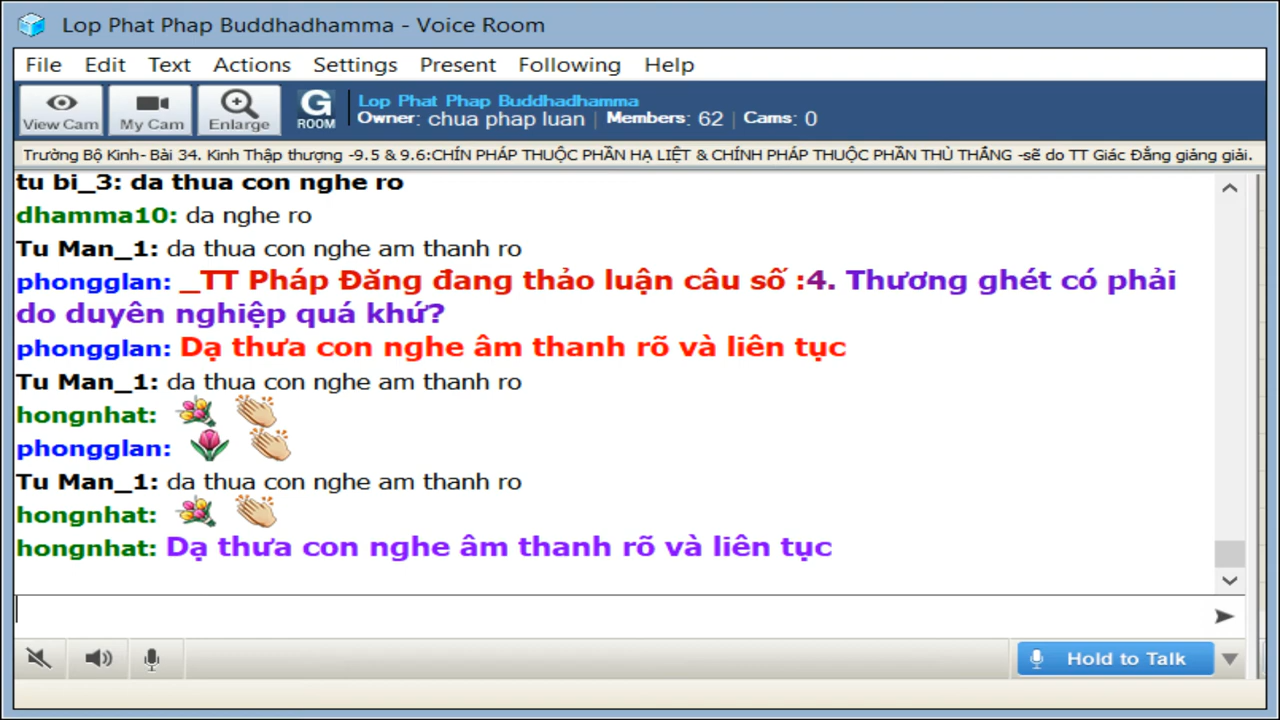 Lop Phat Phap Buddhadhamma - Voice Room
File Edit Text Actions Settings Present Following Help
View Cam My Cam Enlarge G ROOM Lop Phat Phap Buddhadhamma
Owner: chua phap luan | Members: 62 | Cams: 0
Trường Bộ Kinh- Bài 34. Kinh Thập thượng -9.5 & 9.6:CHÍN PHÁP THUỘC PHẦN HẠ LIỆT & CHÍNH PHÁP THUỘC PHẦN THÙ THẮNG -sẽ do TT Giác Đẳng giảng giải.
tu bi_3: da thua con nghe ro
dhamma10: da nghe ro
Tu Man_1: da thua con nghe am thanh ro
phongglan: _TT Pháp Đăng đang thảo luận câu số :4. Thương ghét có phải
do duyên nghiệp quá khứ?
phongglan: Dạ thưa con nghe âm thanh rõ và liên tục
Tu Man_1: da thua con nghe am thanh ro
hongnhat:
phongglan:
Tu Man_1: da thua con nghe am thanh ro
hongnhat:
hongnhat: Dạ thưa con nghe âm thanh rõ và liên tục
Hold to Talk